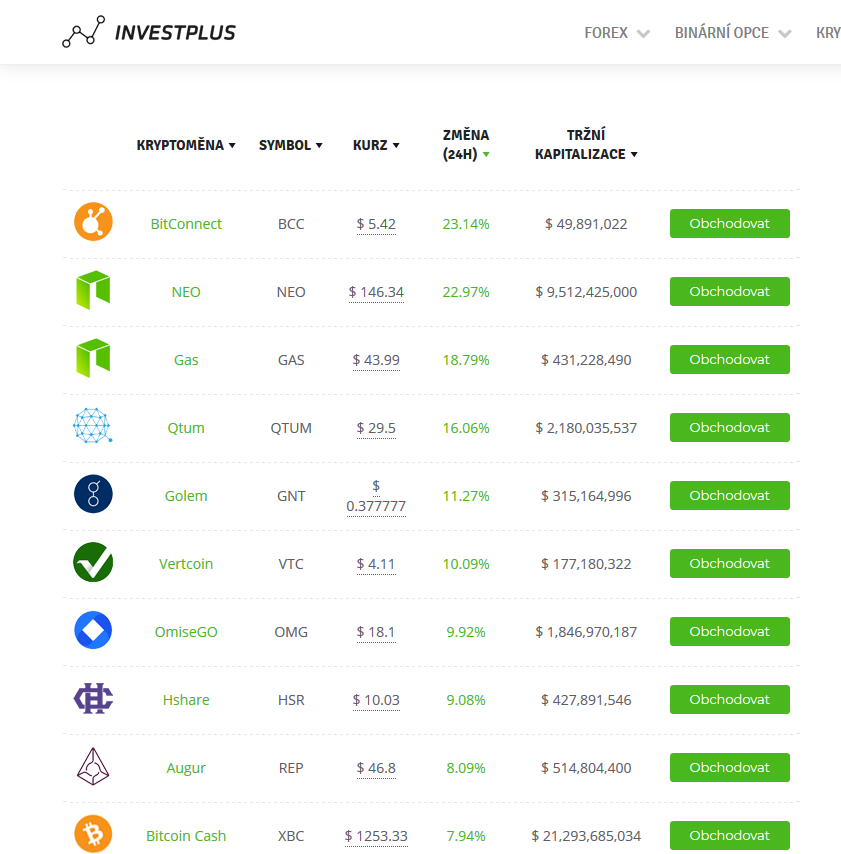 INVESTPLUS FOREX BINÁRNÍ OPCE KRY
KRYPTOMĚNA SYMBOL KURZ ZMĚNA (24H) TRŽNÍ KAPITALIZACE
BitConnect BCC $ 5.42 23.14% $ 49,891,022 Obchodovat
NEO NEO $ 146.34 22.97% $ 9,512,425,000 Obchodovat
Gas GAS $ 43.99 18.79% $ 431,228,490 Obchodovat
Qtum QTUM $ 29.5 16.06% $ 2,180,035,537 Obchodovat
Golem GNT $ 0.377777 11.27% $ 315,164,996 Obchodovat
Vertcoin VTC $ 4.11 10.09% $ 177,180,322 Obchodovat
OmiseGO OMG $ 18.1 9.92% $ 1,846,970,187 Obchodovat
Hshare HSR $ 10.03 9.08% $ 427,891,546 Obchodovat
Augur REP $ 46.8 8.09% $ 514,804,400 Obchodovat
Bitcoin Cash XBC $ 1253.33 7.94% $ 21,293,685,034 Obchodovat